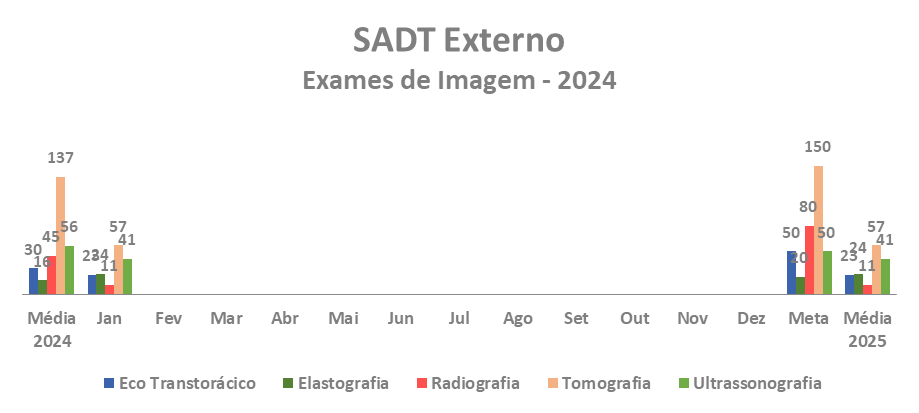 SADT Externo
Exames de Imagem - 2024
137
45
56
30
16
57
41
23
24
11
150
80
50
50
20
57
41
24
23
11
Média 2024
Jan
Fev
Mar
Abr
Mai
Jun
Jul
Ago
Set
Out
Nov
Dez
Meta
Média 2025
Eco Transtorácico
Elastografia
Radiografia
Tomografia
Ultrassonografia